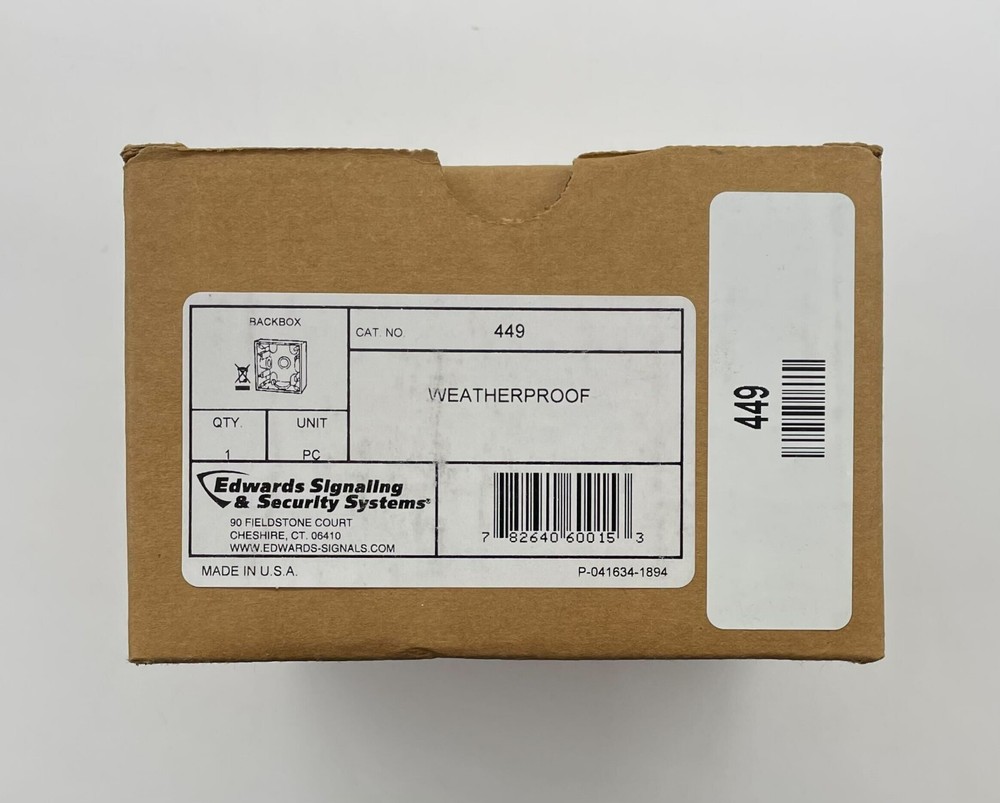 BACKBOX
CAT. NO. 449
WEATHERPROOF
QTY. UNIT
1 PC
Edwards Signaling
& Security Systems®
90 FIELDSTONE COURT
CHESHIRE, CT. 06410
WWW.EDWARDS-SIGNALS.COM
7 82640 60015 3
MADE IN U.S.A.
P-041634-1894
449